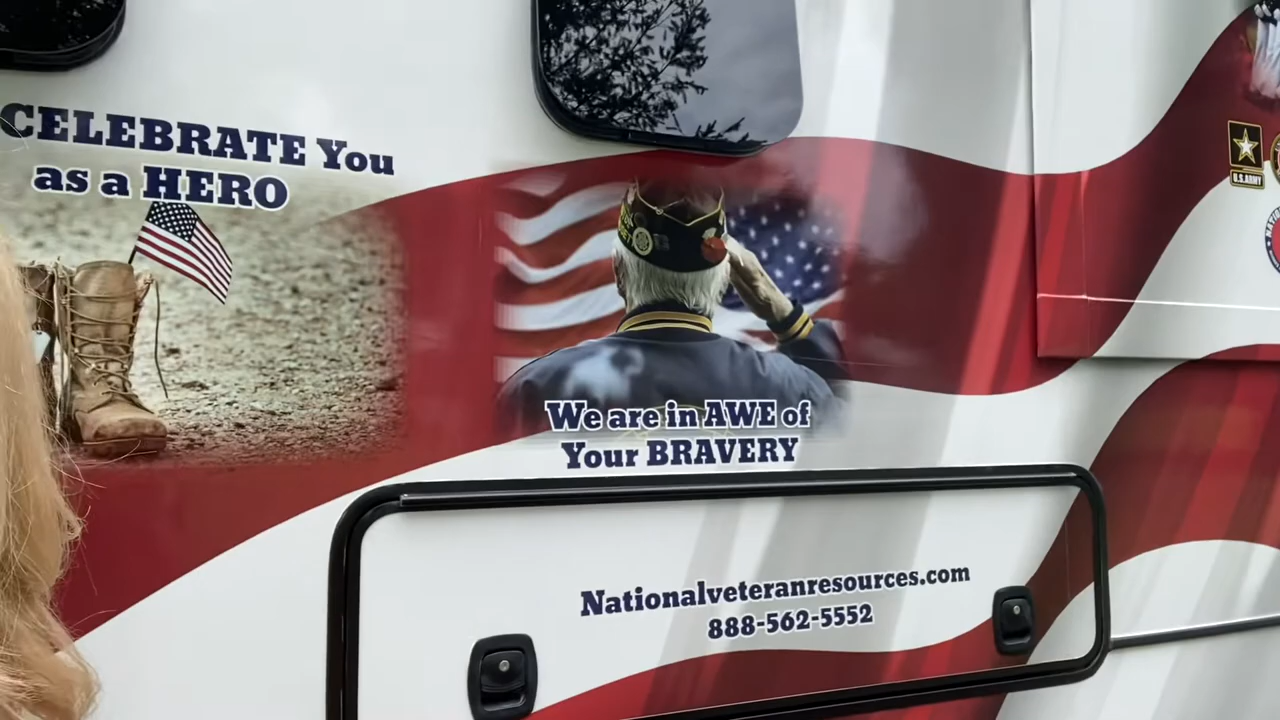 CELEBRATE You
as a HERO
We are in AWE of
Your BRAVERY
Nationalveteranresources.com
888-562-5552
U.S.ARMY